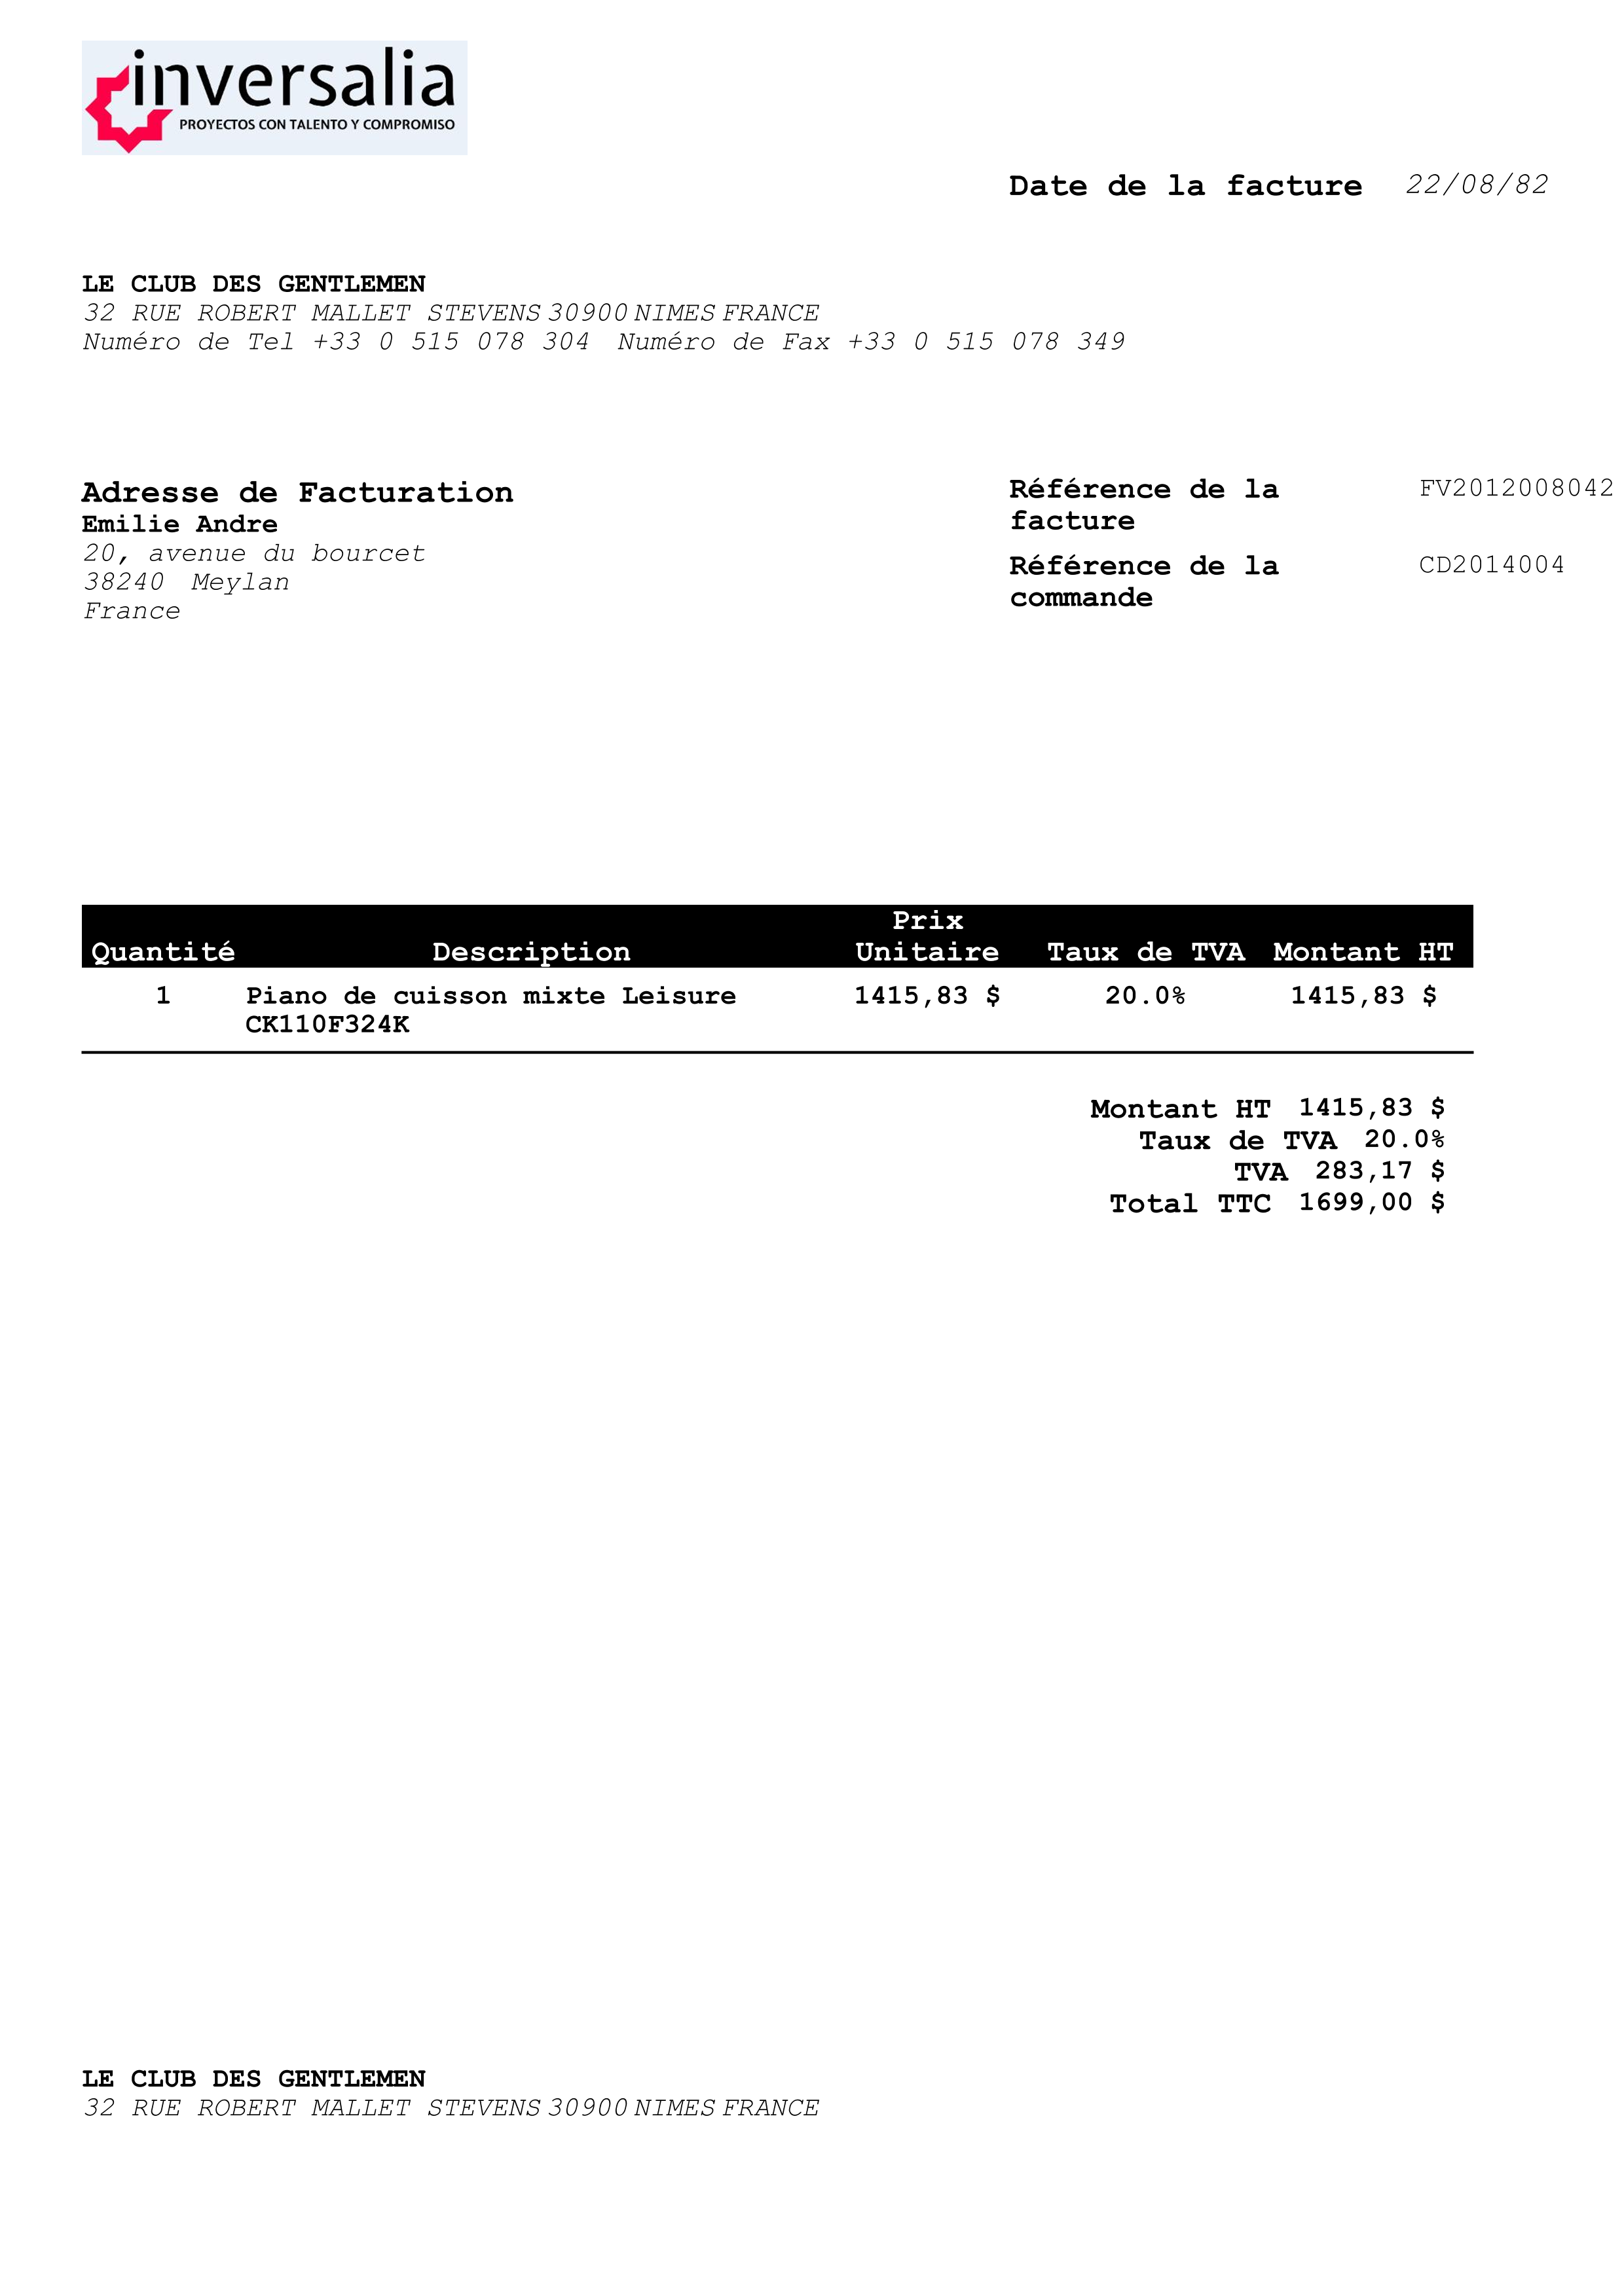 inversalia
PROYECTOS CON TALENTO Y COMPROMISO
Date de la facture 22/08/82
LE CLUB DES GENTLEMEN
32 RUE ROBERT MALLET STEVENS 30900 NIMES FRANCE
Numéro de Tel +33 0 515 078 304 Numéro de Fax +33 0 515 078 349
Adresse de Facturation
Emilie Andre
20, avenue du bourcet
38240 Meylan
France
Référence de la FV2012008042
facture
Référence de la CD2014004
commande
Prix
Quantité Description Unitaire Taux de TVA Montant HT
1 Piano de cuisson mixte Leisure 1415,83 $ 20.0% 1415,83 $
CK110F324K
Montant HT 1415,83 $
Taux de TVA 20.0%
TVA 283,17 $
Total TTC 1699,00 $
LE CLUB DES GENTLEMEN
32 RUE ROBERT MALLET STEVENS 30900 NIMES FRANCE